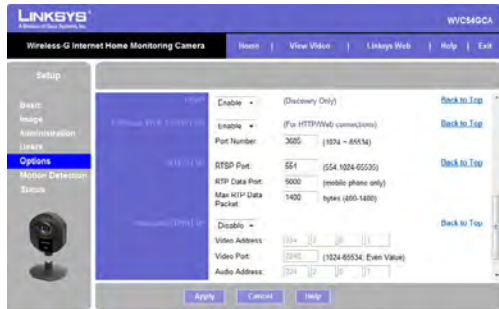 LINKSYS®
A Division of Cisco Systems, Inc.
WVC54GCA
Wireless-G Internet Home Monitoring Camera
Home | View Video | Linksys Web | Help | Exit
Setup
Basic
Image
Administration
Users
Options
Motion Detection
Status
UPnP
Enable (Discovery Only) Back to Top
Enable (For HTTP/Web connections) Back to Top
Port Number: (1024 ~ 65534)
RTSP Port: 554 (554,1024-65535) Back to Top
RTP Data Port: 5000 (mobile phone only)
Max RTP Data Packet: 1400 bytes (400-1400)
Disable Back to Top
Video Address:
Video Port: (1024-65534; Even Value)
Audio Address:
Apply Cancel Help